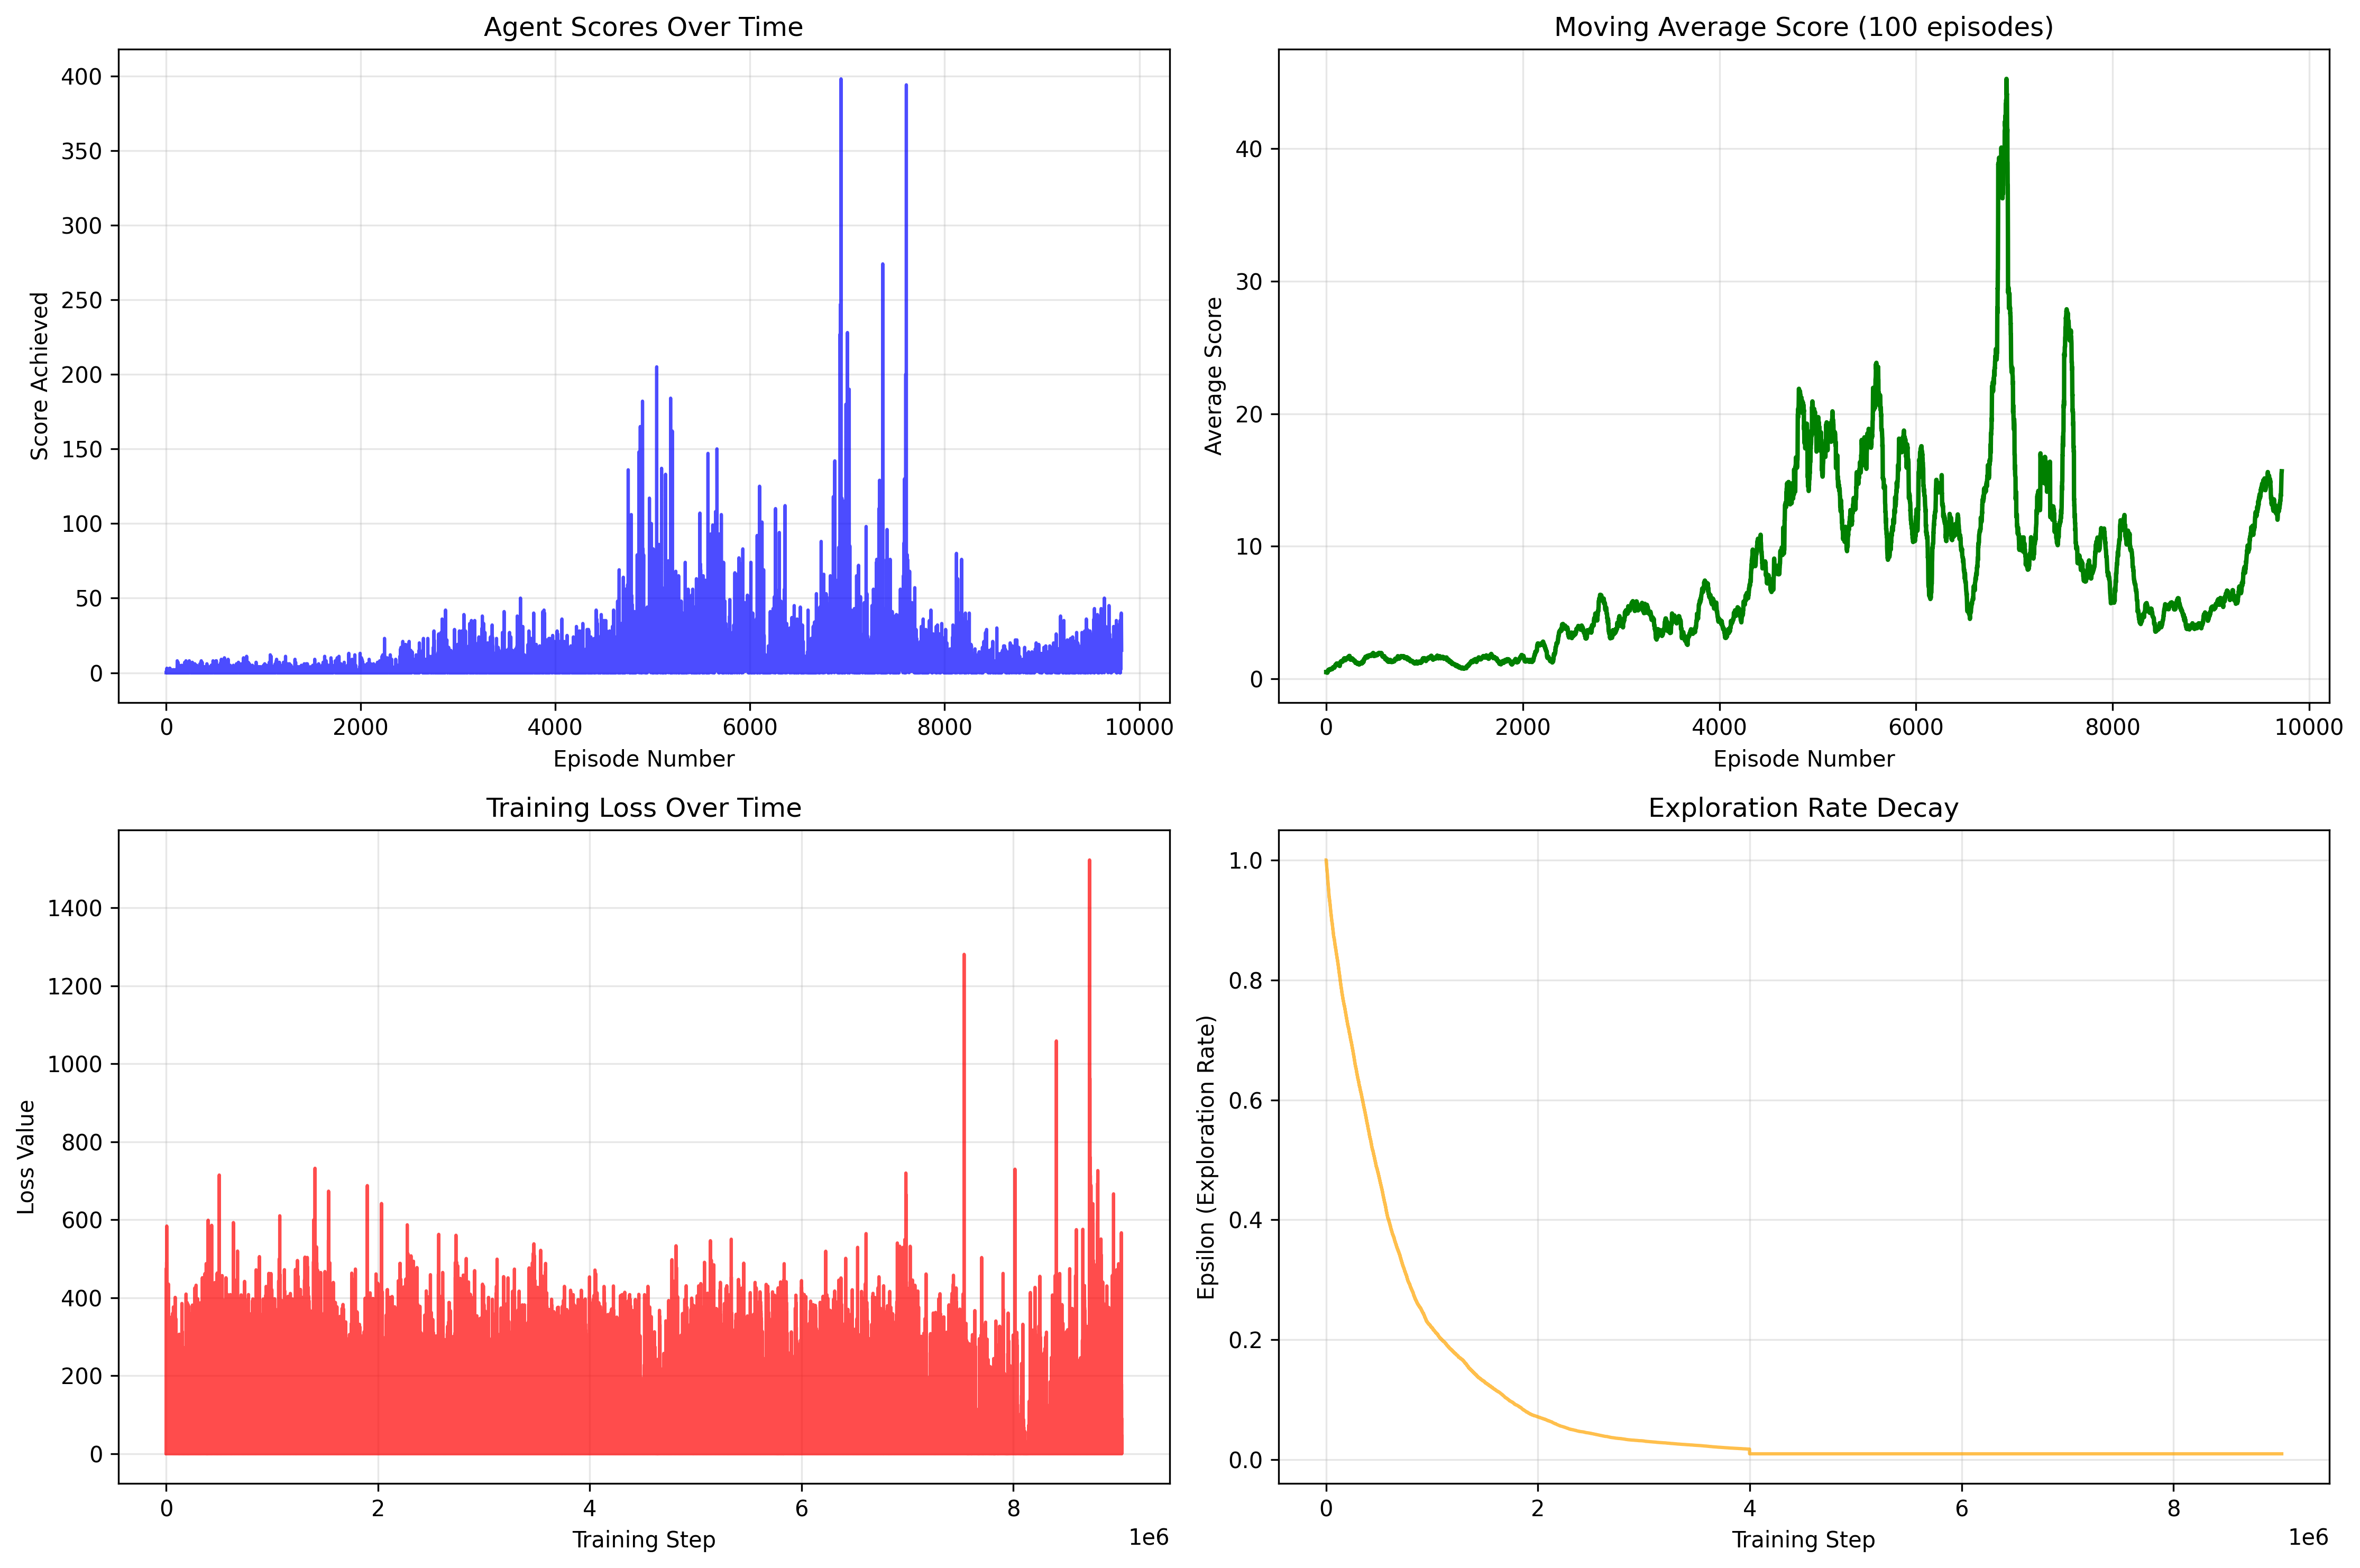 Agent Scores Over Time
Score Achieved
400
350
300
250
200
150
100
50
0
0 2000 4000 6000 8000 10000
Episode Number
Moving Average Score (100 episodes)
Average Score
40
30
20
10
0
0 2000 4000 6000 8000 10000
Episode Number
Training Loss Over Time
Loss Value
1400
1200
1000
800
600
400
200
0
0 2 4 6 8
1e6
Training Step
Exploration Rate Decay
Epsilon (Exploration Rate)
1.0
0.8
0.6
0.4
0.2
0.0
0 2 4 6 8
1e6
Training Step